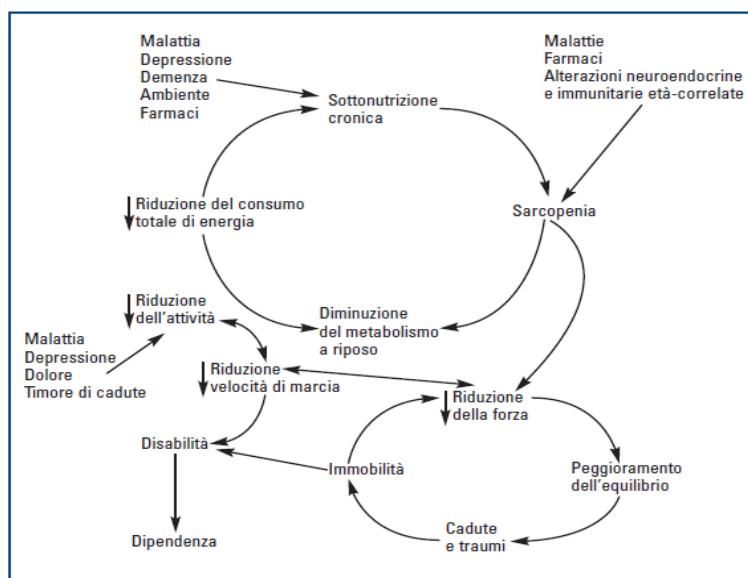 Malattia
Depressione
Demenza
Ambiente
Farmaci
Malattie
Farmaci
Alterazioni neuroendocrine
e immunitarie età-correlate
Sottonutrizione
cronica
Riduzione del consumo
totale di energia
Sarcopenia
Riduzione
dell'attività
Diminuzione
del metabolismo
a riposo
Malattia
Depressione
Dolore
Timore di cadute
Riduzione
velocità di marcia
Riduzione
della forza
Disabilità
Immobilità
Peggioramento
dell'equilibrio
Cadute
e traumi
Dipendenza